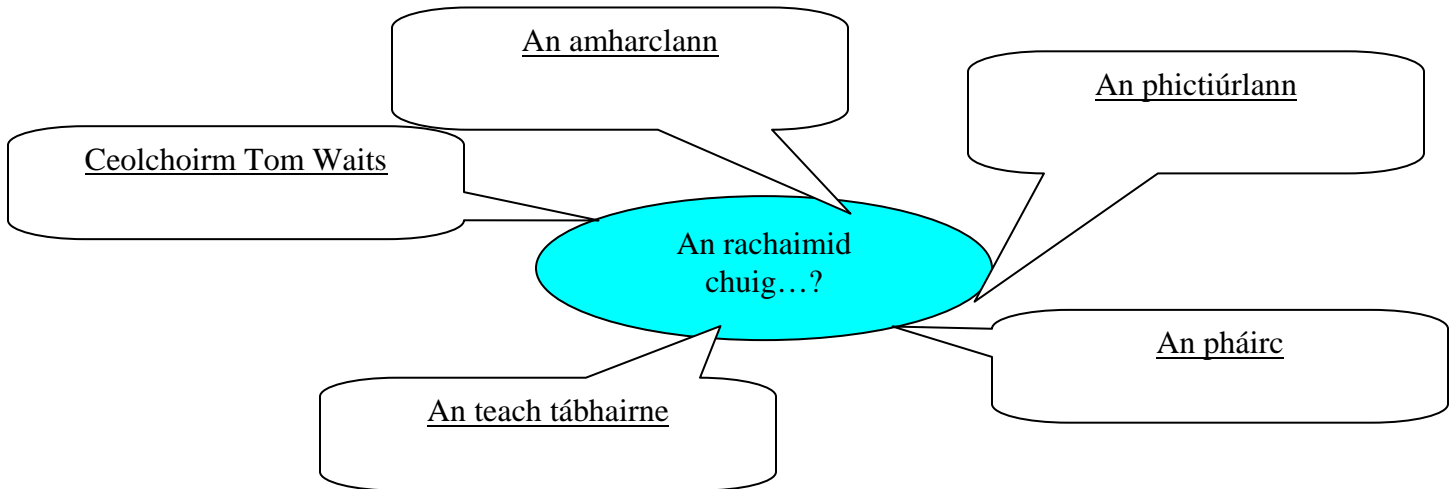 An amharclann
An phictiúrlann
Ceolchoirm Tom Waits
An rachaimid
chuig…?
An pháirc
An teach tábhairne